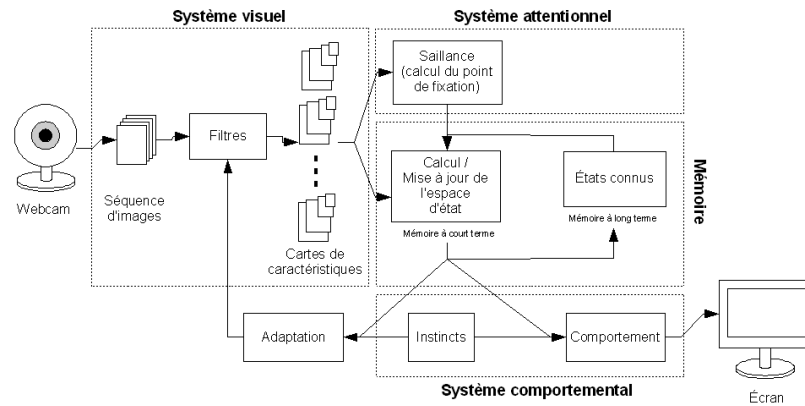 Système visuel
Système attentionnel
Saillance
(calcul du point
de fixation)
Filtres
Webcam
Séquence
d'images
Cartes de
caractéristiques
Calcul /
Mise à jour de
l'espace
d'état
Mémoire à court terme
États connus
Mémoire à long terme
Mémoire
Adaptation
Instincts
Comportement
Système comportemental
Écran